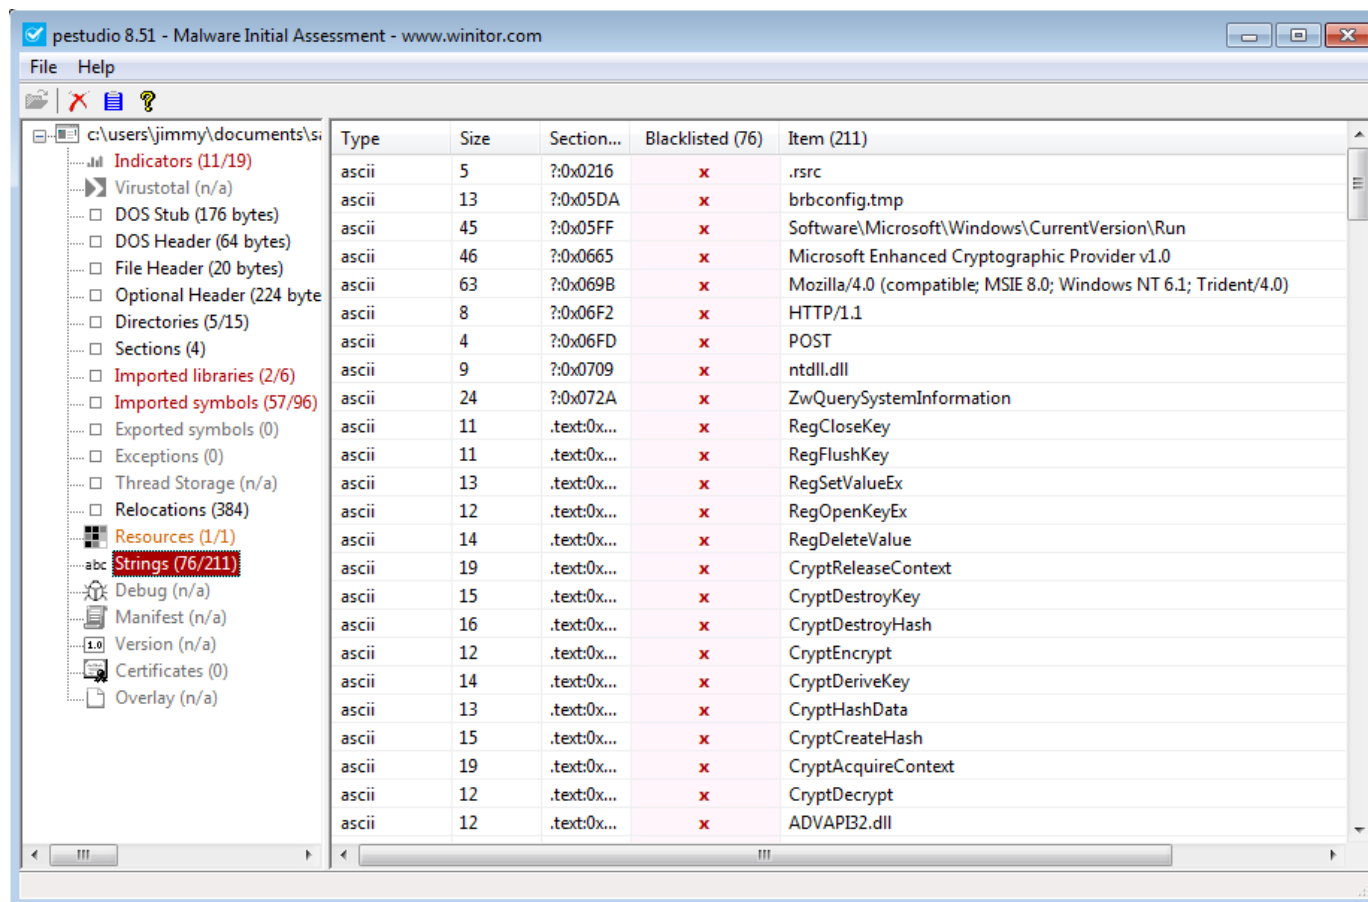 pestudio 8.51 - Malware Initial Assessment - www.winitor.com
File Help
c:\users\jimmy\documents\sa
Indicators (11/19)
Virustotal (n/a)
DOS Stub (176 bytes)
DOS Header (64 bytes)
File Header (20 bytes)
Optional Header (224 byte
Directories (5/15)
Sections (4)
Imported libraries (2/6)
Imported symbols (57/96)
Exported symbols (0)
Exceptions (0)
Thread Storage (n/a)
Relocations (384)
Resources (1/1)
abc Strings (76/211)
Debug (n/a)
Manifest (n/a)
1.0 Version (n/a)
Certificates (0)
Overlay (n/a)
Type Size Section... Blacklisted (76) Item (211)
ascii 5 ?:0x0216 x .rsrc
ascii 13 ?:0x05DA x brbconfig.tmp
ascii 45 ?:0x05FF x Software\Microsoft\Windows\CurrentVersion\Run
ascii 46 ?:0x0665 x Microsoft Enhanced Cryptographic Provider v1.0
ascii 63 ?:0x069B x Mozilla/4.0 (compatible; MSIE 8.0; Windows NT 6.1; Trident/4.0)
ascii 8 ?:0x06F2 x HTTP/1.1
ascii 4 ?:0x06FD x POST
ascii 9 ?:0x0709 x ntdll.dll
ascii 24 ?:0x072A x ZwQuerySystemInformation
ascii 11 .text:0x... x RegCloseKey
ascii 11 .text:0x... x RegFlushKey
ascii 13 .text:0x... x RegSetValueEx
ascii 12 .text:0x... x RegOpenKeyEx
ascii 14 .text:0x... x RegDeleteValue
ascii 19 .text:0x... x CryptReleaseContext
ascii 15 .text:0x... x CryptDestroyKey
ascii 16 .text:0x... x CryptDestroyHash
ascii 12 .text:0x... x CryptEncrypt
ascii 14 .text:0x... x CryptDeriveKey
ascii 13 .text:0x... x CryptHashData
ascii 15 .text:0x... x CryptCreateHash
ascii 19 .text:0x... x CryptAcquireContext
ascii 12 .text:0x... x CryptDecrypt
ascii 12 .text:0x... x ADVAPI32.dll